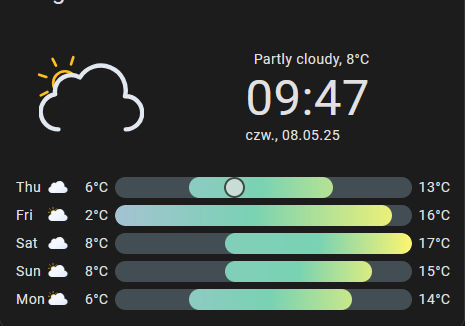 Partly cloudy, 8°C
09:47
czw., 08.05.25
Thu 6°C 13°C
Fri 2°C 16°C
Sat 8°C 17°C
Sun 8°C 15°C
Mon 6°C 14°C